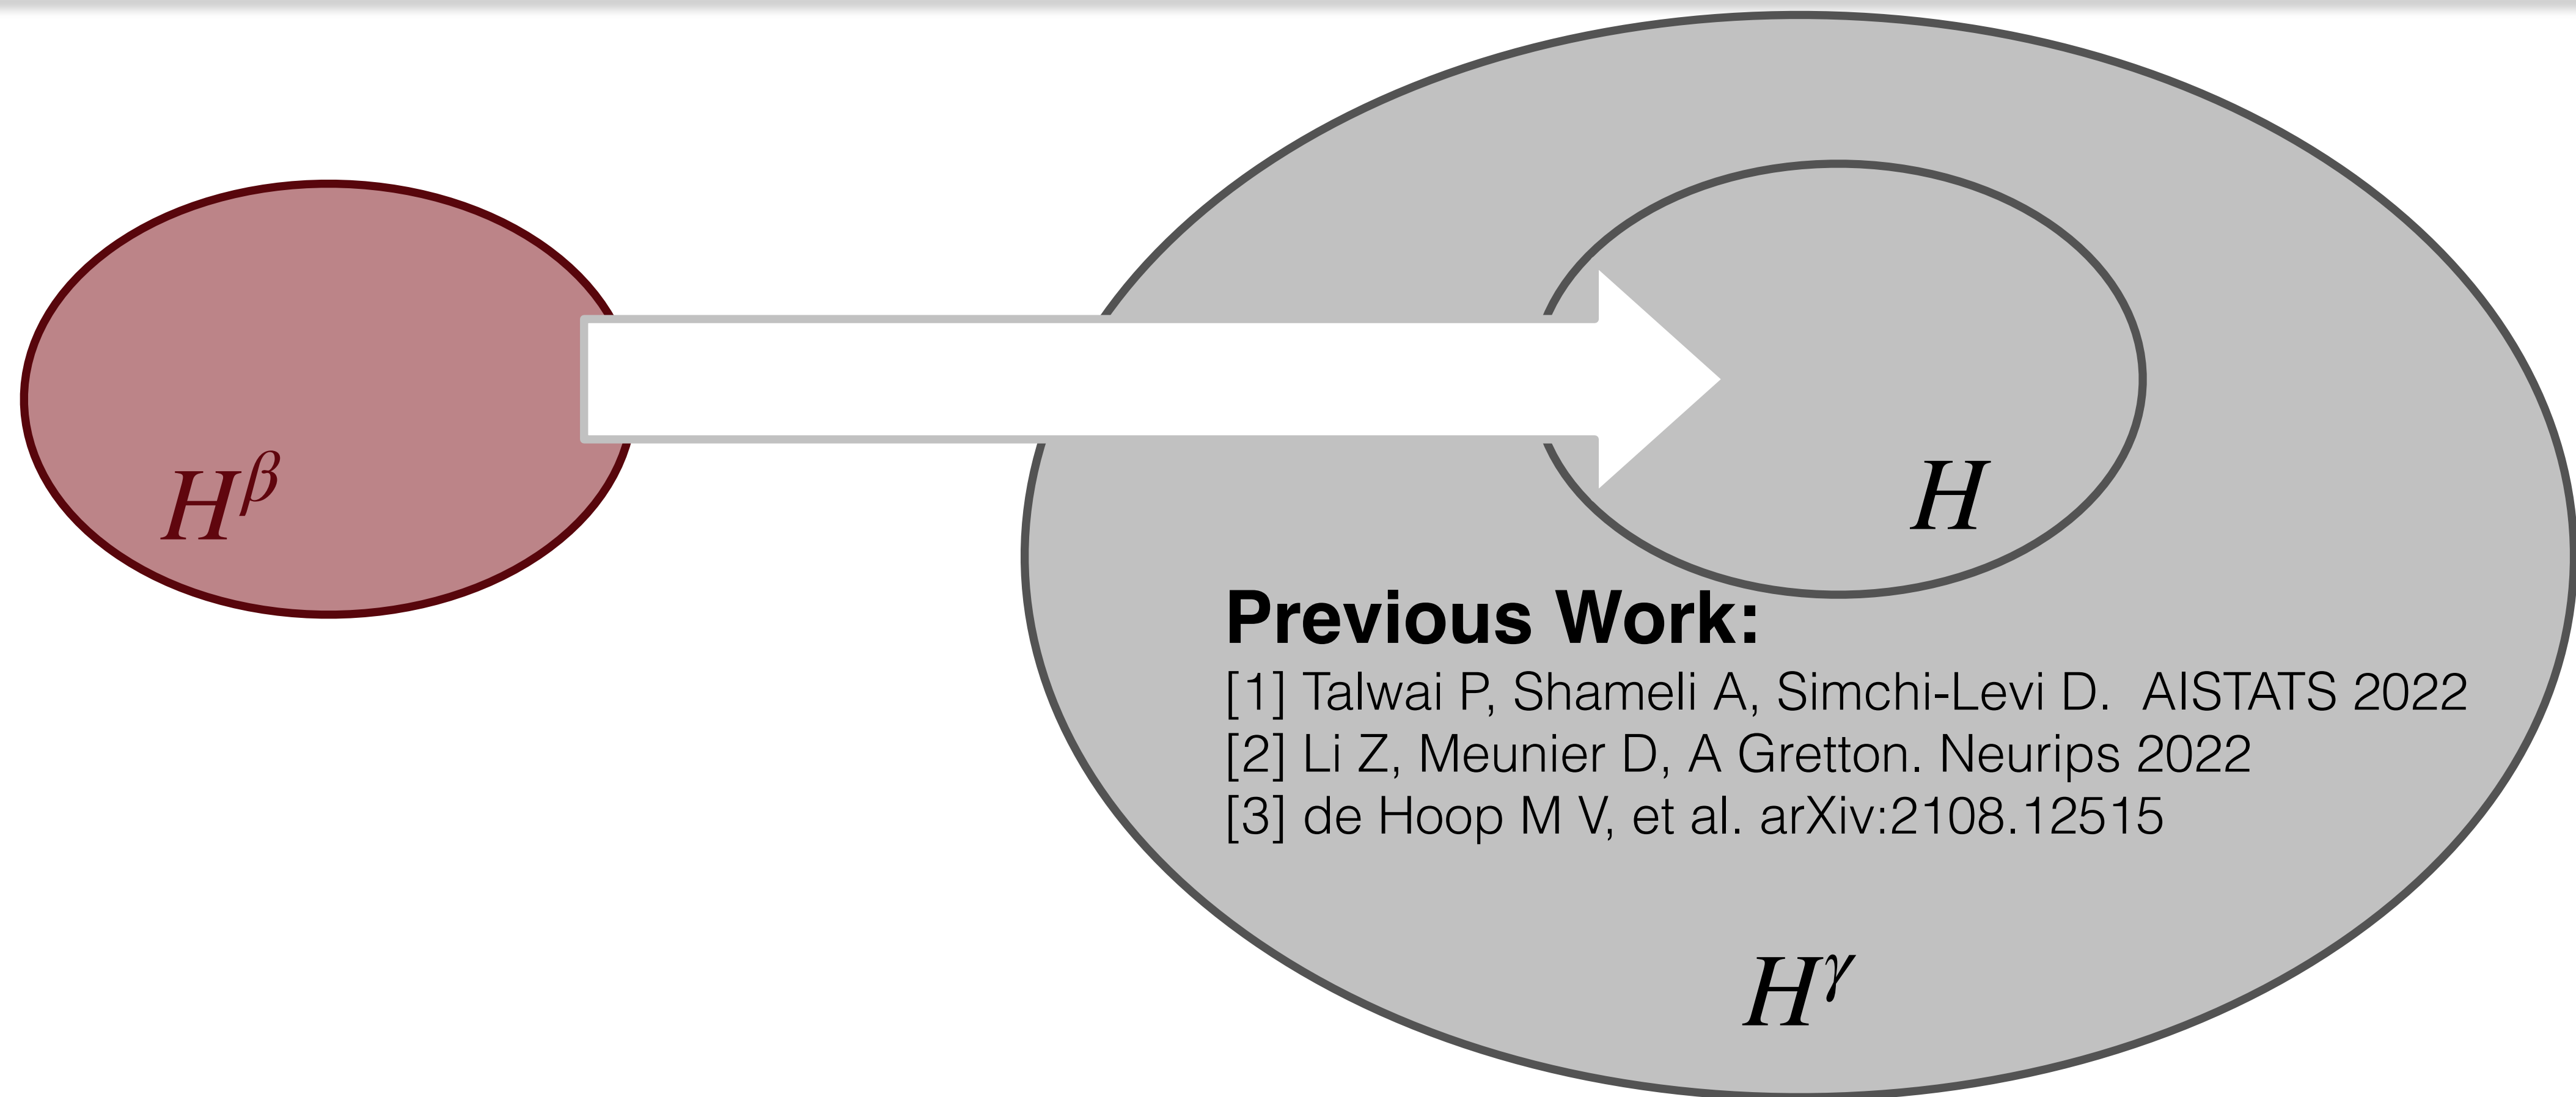 H^β
H
Previous Work:
[1] Talwai P, Shameli A, Simchi-Levi D. AISTATS 2022
[2] Li Z, Meunier D, A Gretton. Neurips 2022
[3] de Hoop M V, et al. arXiv:2108.12515
H^γ